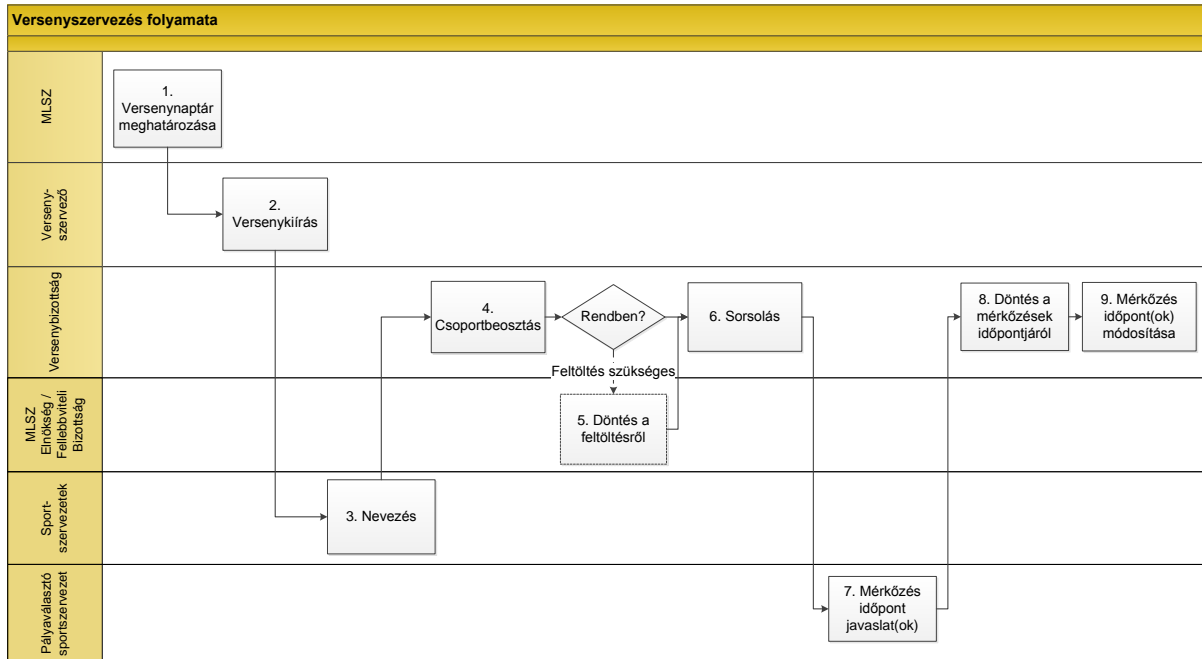 Versenyszervezés folyamata
MLSZ
1.
Versenynaptár
meghatározása
Verseny-
szervező
2.
Versenykiírás
Versenybizottság
4.
Csoportbeosztás
Rendben?
6. Sorsolás
8. Döntés a
mérkőzések
időpontjáról
9. Mérkőzés
időpont(ok)
módosítása
Feltöltés szükséges
MLSZ
Elnökség /
Fellebbviteli
Bizottság
5. Döntés a
feltöltésről
Sport-
szervezetek
3. Nevezés
Pályaválasztó
sportszervezet
7. Mérkőzés
időpont
javaslat(ok)